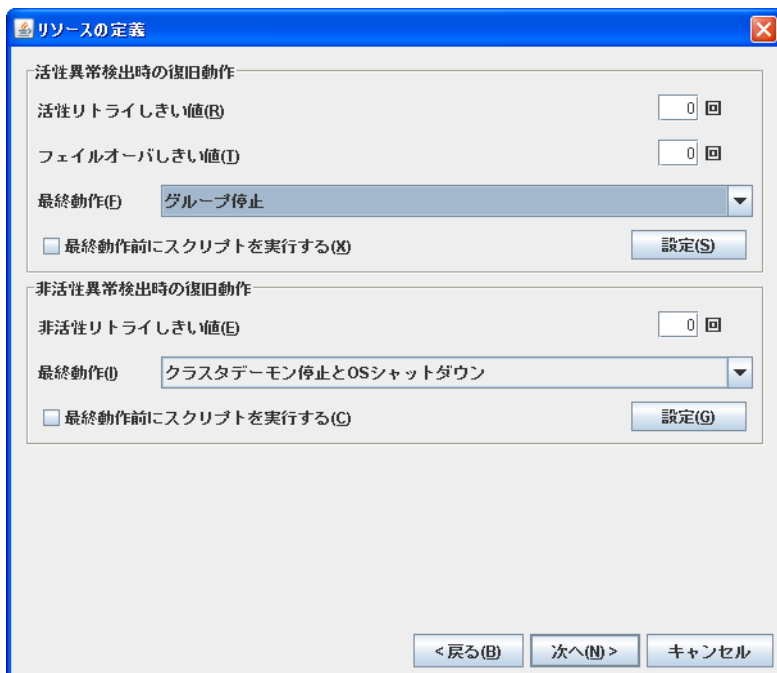 リソースの定義
活性異常検出時の復旧動作
活性リトライしきい値(R) 0 回
フェイルオーバしきい値(T) 0 回
最終動作(F) グループ停止
最終動作前にスクリプトを実行する(X) 設定(S)
非活性異常検出時の復旧動作
非活性リトライしきい値(E) 0 回
最終動作(I) クラスタデーモン停止とOSシャットダウン
最終動作前にスクリプトを実行する(C) 設定(G)
<戻る(B) 次へ(N)> キャンセル